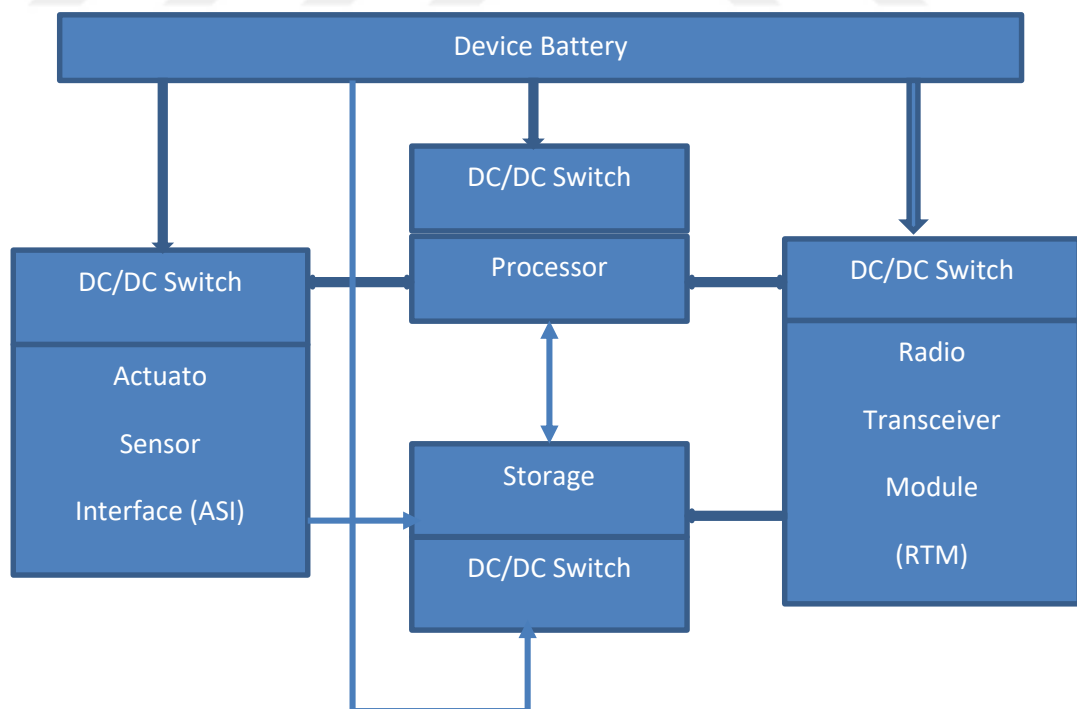 Device Battery
DC/DC Switch
Processor
DC/DC Switch
Actuato
Sensor
Interface (ASI)
DC/DC Switch
Radio
Transceiver
Module
(RTM)
Storage
DC/DC Switch